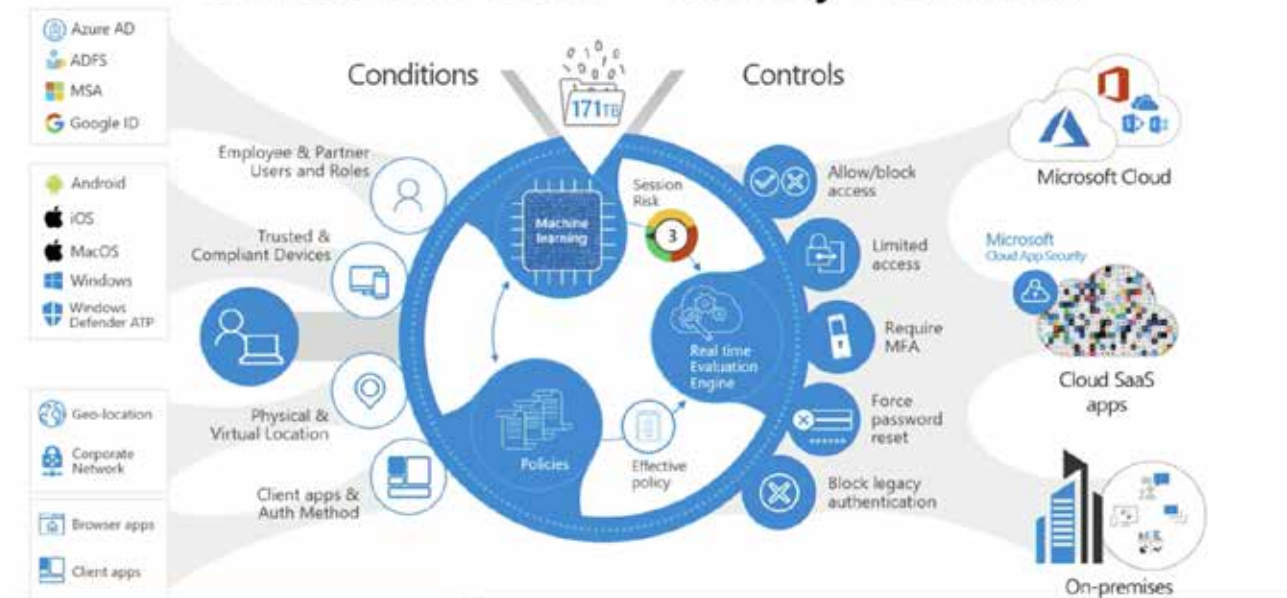 Azure AD
ADFS
MSA
Google ID
Android
iOS
MacOS
Windows
Windows
Defender ATP
Geo-location
Corporate
Network
Browser apps
Client apps
Conditions
Employee & Partner
Users and Roles
Trusted &
Compliant Devices
Physical &
Virtual Location
Client apps &
Auth Method
171TB
Machine
learning
Session
Risk
3
Real time
Evaluation
Engine
Policies
Effective
policy
Controls
Allow/block
access
Limited
access
Require
MFA
Force
password
reset
Block legacy
authentication
Microsoft Cloud
Microsoft
Cloud App Security
Cloud SaaS
apps
On-premises